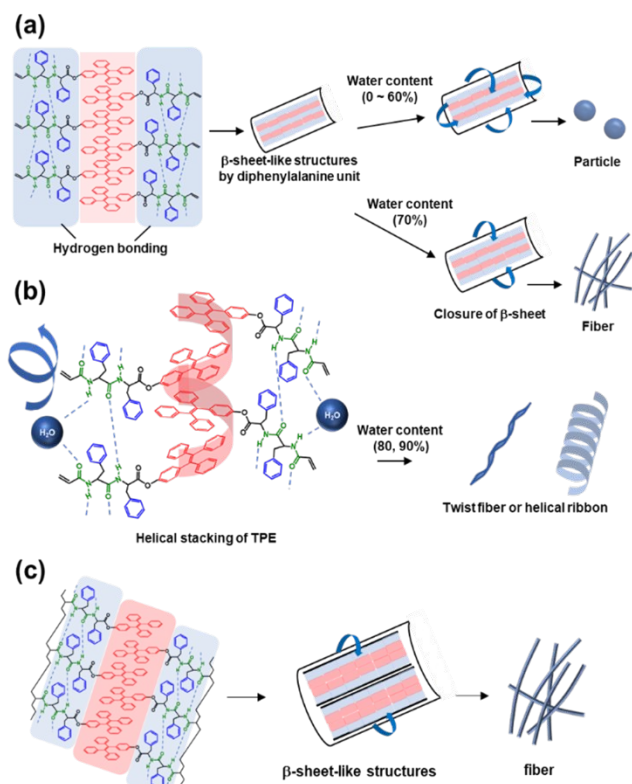 (a)
Water content
(0 ~ 60%)
β-sheet-like structures
by diphenylalanine unit
Particle
Hydrogen bonding
Water content
(70%)
Closure of β-sheet
Fiber
(b)
H₂O
H₂O
Water content
(80, 90%)
Helical stacking of TPE
Twist fiber or helical ribbon
(c)
β-sheet-like structures
fiber